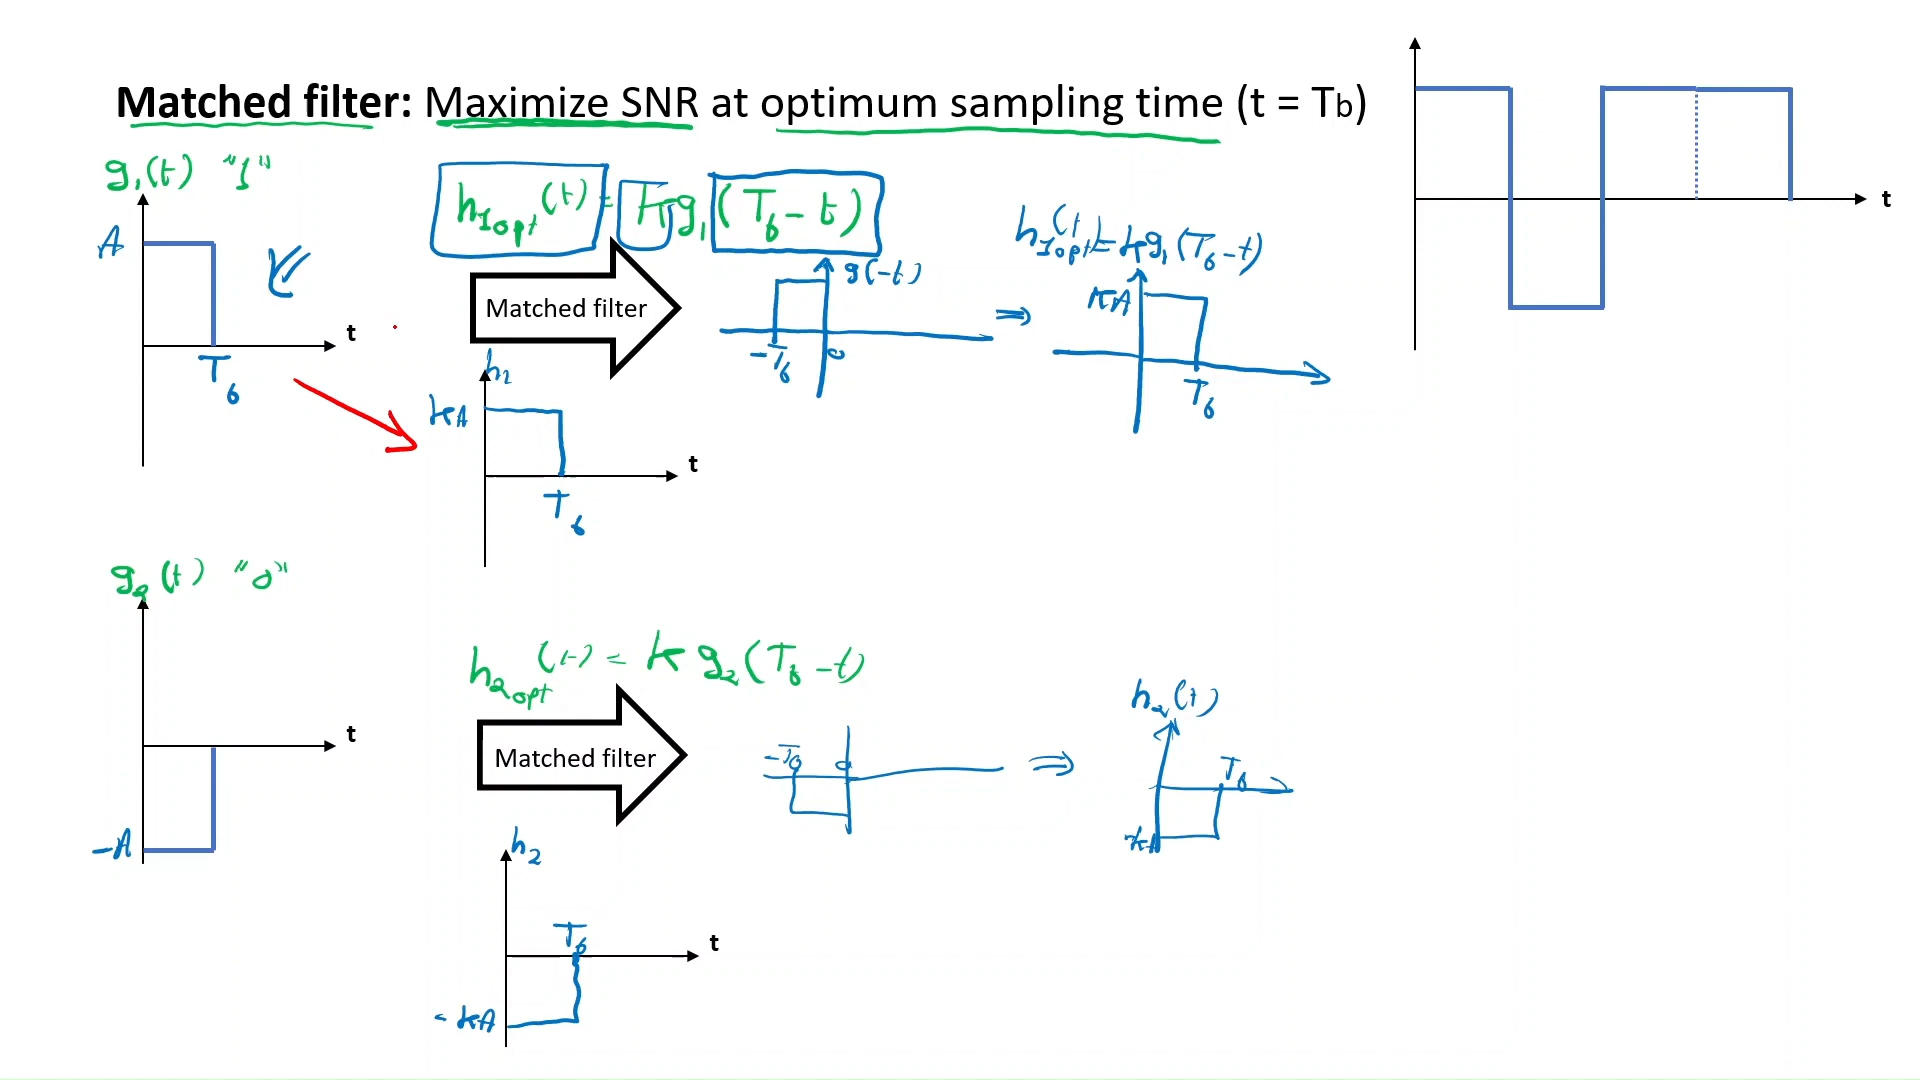 Matched filter: Maximize SNR at optimum sampling time (t = Tb)
g₁(t) "1"
h₁opt(t) = k g₁(Tb - t)
h₁opt(t) = k g₁(Tb - t)
t
A
t
Tb
Matched filter
g(-t)
-Tb
0
⇒
kA
Tb
h₂
kA
t
Tb
g₂(t) "0"
h₂opt(t) = k g₂(Tb - t)
-A
t
Matched filter
-Tb
0
⇒
h₂(t)
Tb
-kA
h₂
Tb
t
-kA